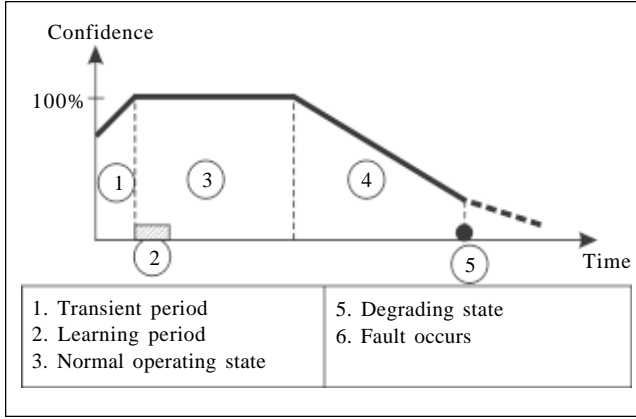 Confidence
100%
1
3
4
2
5
Time
1. Transient period
2. Learning period
3. Normal operating state
5. Degrading state
6. Fault occurs